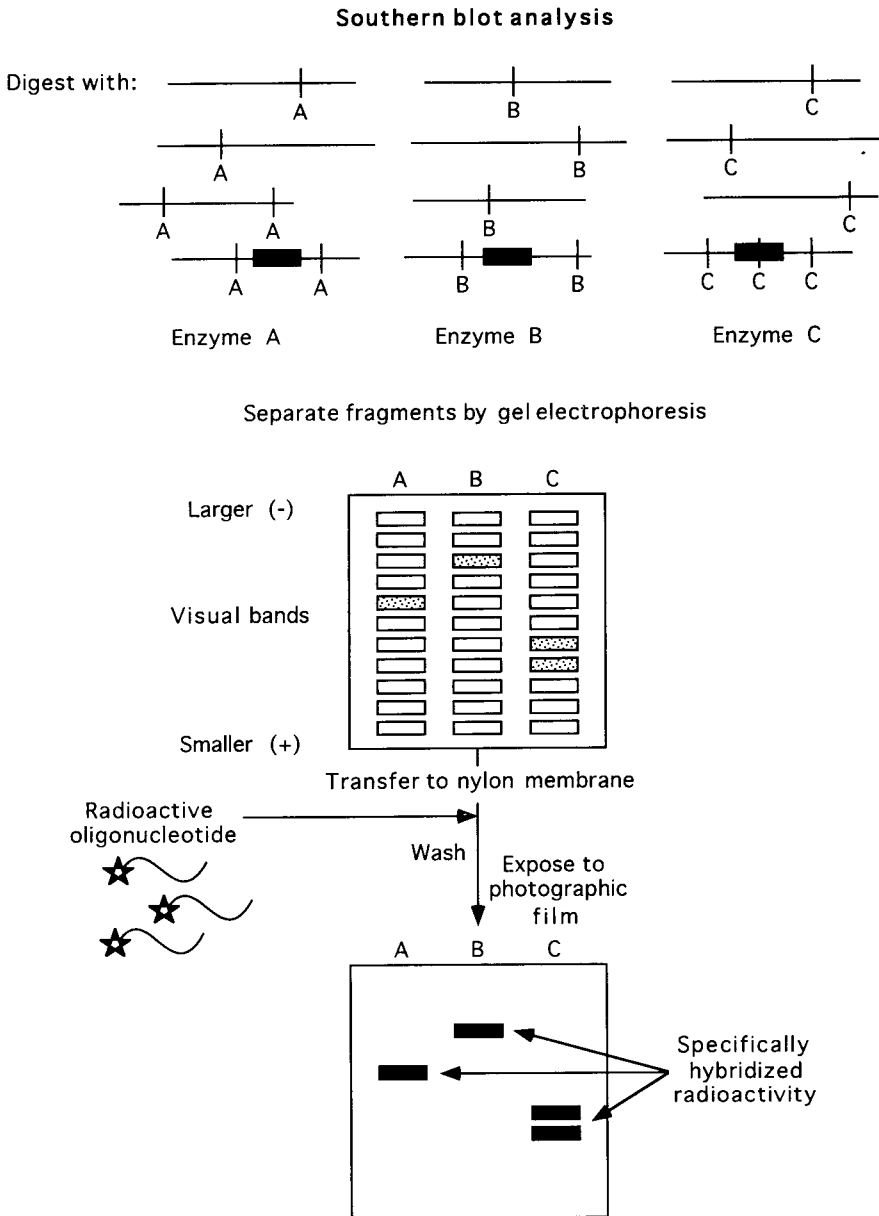 Southern blot analysis
Digest with:
A
B
C
A
B
C
A A
B
C
A A
B B
C C C
Enzyme A
Enzyme B
Enzyme C
Separate fragments by gel electrophoresis
A B C
Larger (-)
Visual bands
Smaller (+)
Transfer to nylon membrane
Radioactive
oligonucleotide
Wash
Expose to
photographic
film
A B C
Specifically
hybridized
radioactivity